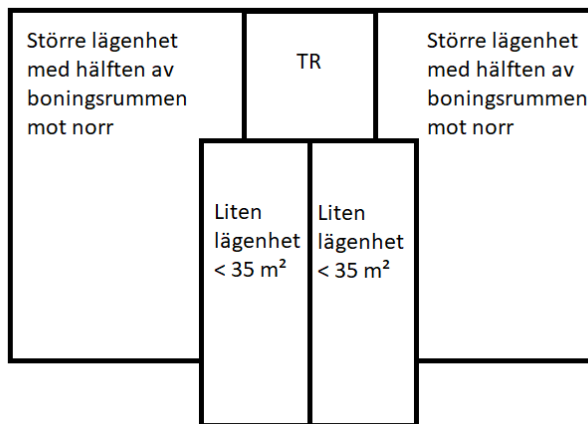 Större lägenhet
med hälften av
boningsrummen
mot norr
TR
Större lägenhet
med hälften av
boningsrummen
mot norr
Liten
lägenhet
< 35 m²
Liten
lägenhet
< 35 m²